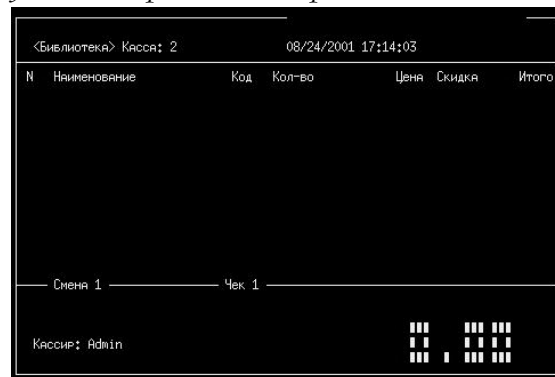 <Библиотека> Касса: 2 08/24/2001 17:14:03
N Наименование Код Кол-во Цена Скидка Итого
Смена 1 Чек 1
0.00
Кассир: Admin